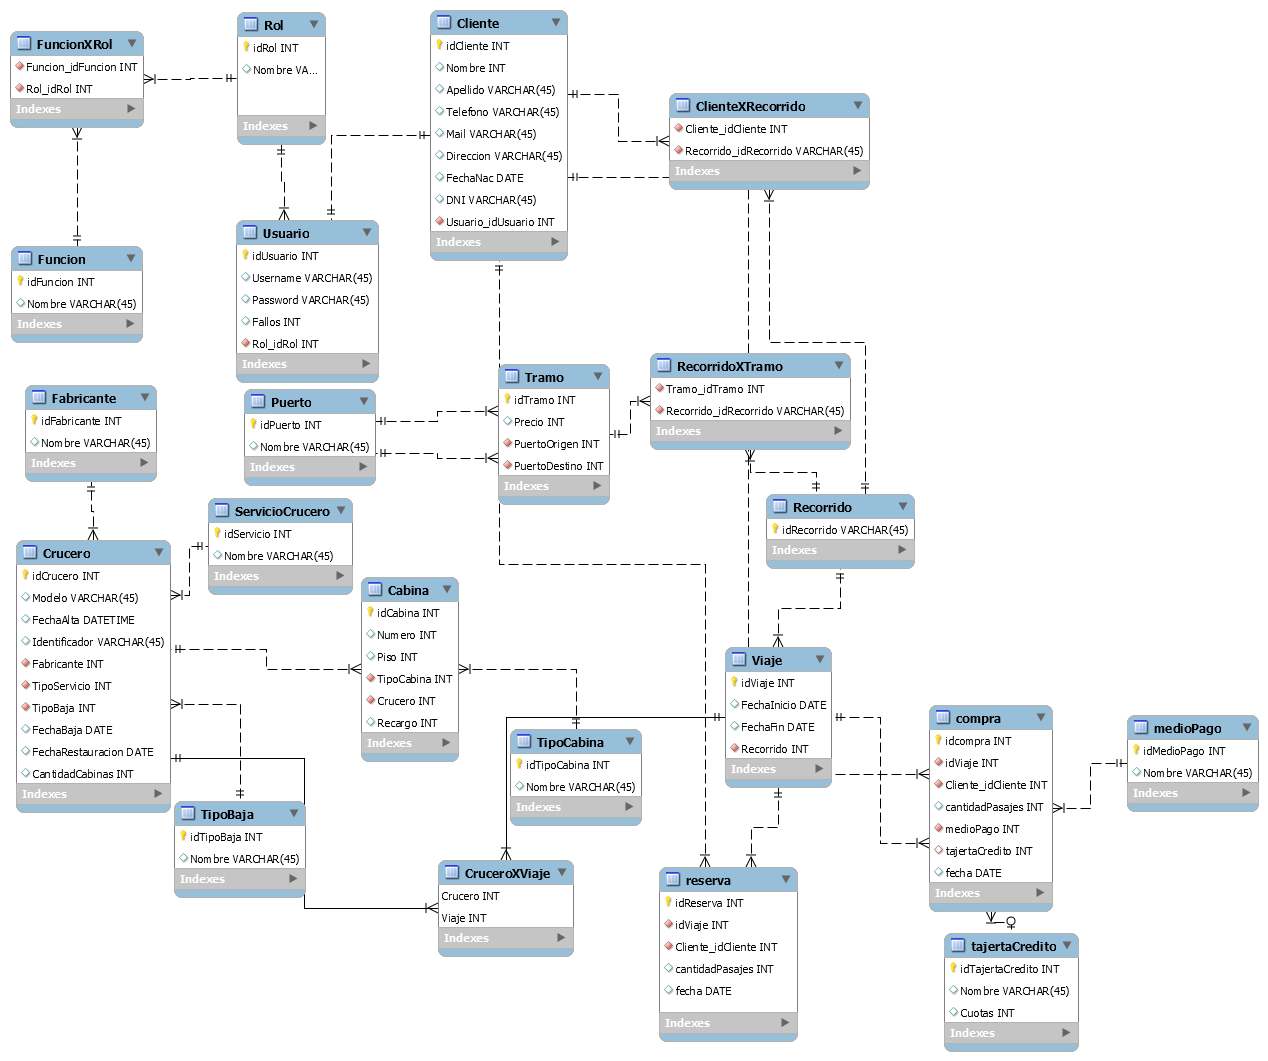 FuncionXRol
Funcion_idFuncion INT
Rol_idRol INT
Indexes
Rol
idRol INT
Nombre VA...
Indexes
Cliente
idCliente INT
Nombre INT
Apellido VARCHAR(45)
Telefono VARCHAR(45)
Mail VARCHAR(45)
Direccion VARCHAR(45)
FechaNac DATE
DNI VARCHAR(45)
Usuario_idUsuario INT
Indexes
ClienteXRecorrido
Cliente_idCliente INT
Recorrido_idRecorrido VARCHAR(45)
Indexes
Funcion
idFuncion INT
Nombre VARCHAR(45)
Indexes
Usuario
idUsuario INT
Username VARCHAR(45)
Password VARCHAR(45)
Fallos INT
Rol_idRol INT
Indexes
Fabricante
idFabricante INT
Nombre VARCHAR(45)
Indexes
Puerto
idPuerto INT
Nombre VARCHAR(45)
Indexes
Tramo
idTramo INT
Precio INT
PuertoOrigen INT
PuertoDestino INT
Indexes
RecorridoXTramo
Tramo_idTramo INT
Recorrido_idRecorrido VARCHAR(45)
Indexes
Recorrido
idRecorrido VARCHAR(45)
Indexes
ServicioCrucero
idServicio INT
Nombre VARCHAR(45)
Indexes
Crucero
idCrucero INT
Modelo VARCHAR(45)
FechaAlta DATETIME
Identificador VARCHAR(45)
Fabricante INT
TipoServicio INT
TipoBaja INT
FechaBaja DATE
FechaRestauracion DATE
CantidadCabinas INT
Indexes
Cabina
idCabina INT
Numero INT
Piso INT
TipoCabina INT
Crucero INT
Recargo INT
Indexes
TipoCabina
idTipoCabina INT
Nombre VARCHAR(45)
Indexes
Viaje
idViaje INT
FechaInicio DATE
FechaFin DATE
Recorrido INT
Indexes
compra
idcompra INT
idViaje INT
Cliente_idCliente INT
cantidadPasajes INT
medioPago INT
tajertaCredito INT
fecha DATE
Indexes
medioPago
idMedioPago INT
Nombre VARCHAR(45)
Indexes
TipoBaja
idTipoBaja INT
Nombre VARCHAR(45)
Indexes
CruceroXViaje
Crucero INT
Viaje INT
Indexes
reserva
idReserva INT
idViaje INT
Cliente_idCliente INT
cantidadPasajes INT
fecha DATE
Indexes
tajertaCredito
idTajertaCredito INT
Nombre VARCHAR(45)
Cuotas INT
Indexes